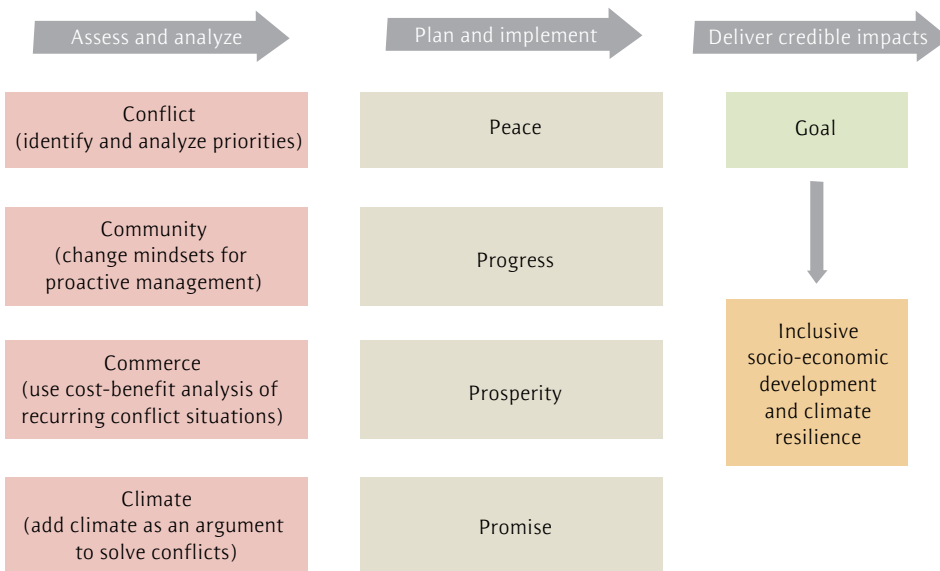 Assess and analyze
Plan and implement
Deliver credible impacts
Conflict
(identify and analyze priorities)
Peace
Goal
Community
(change mindsets for
proactive management)
Progress
Commerce
(use cost-benefit analysis of
recurring conflict situations)
Prosperity
Inclusive
socio-economic
development
and climate
resilience
Climate
(add climate as an argument
to solve conflicts)
Promise